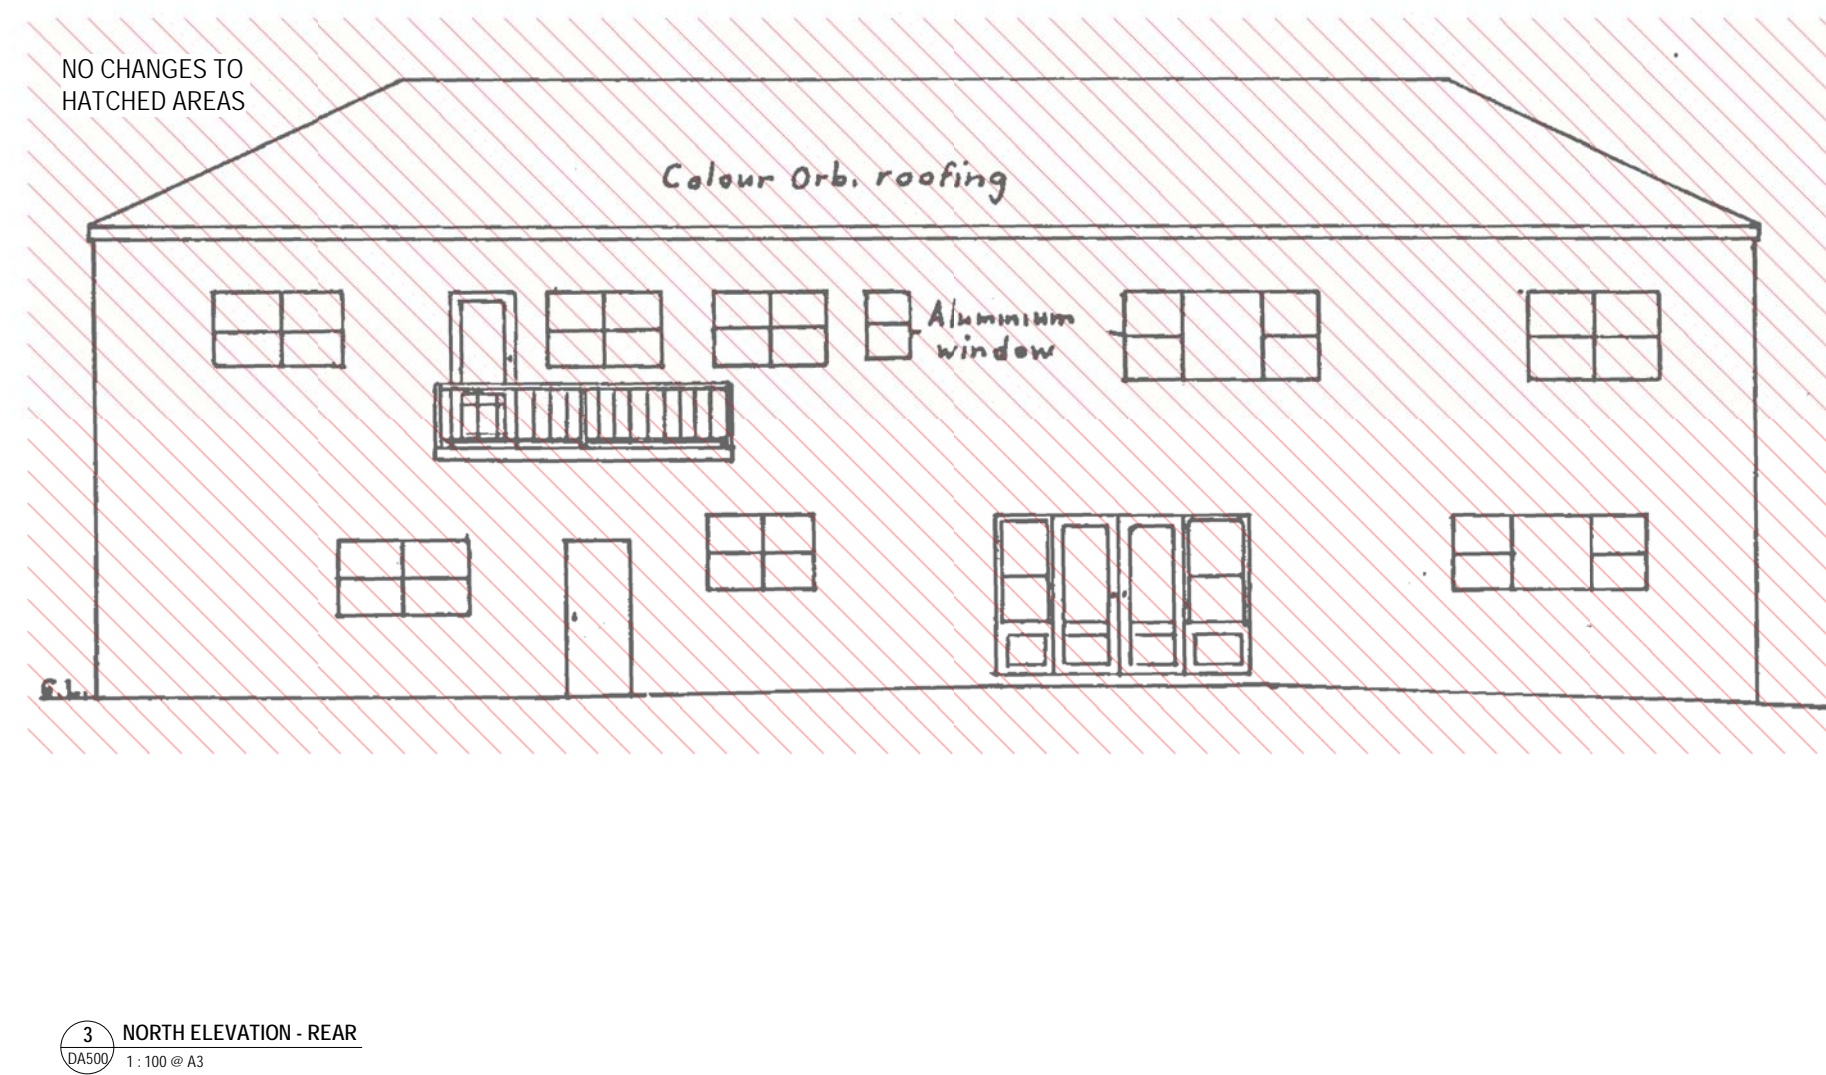 NO CHANGES TO
HATCHED AREAS
Colour Orb. roofing
Aluminium
window
G.L.
3
DA500
NORTH ELEVATION - REAR
1 : 100 @ A3